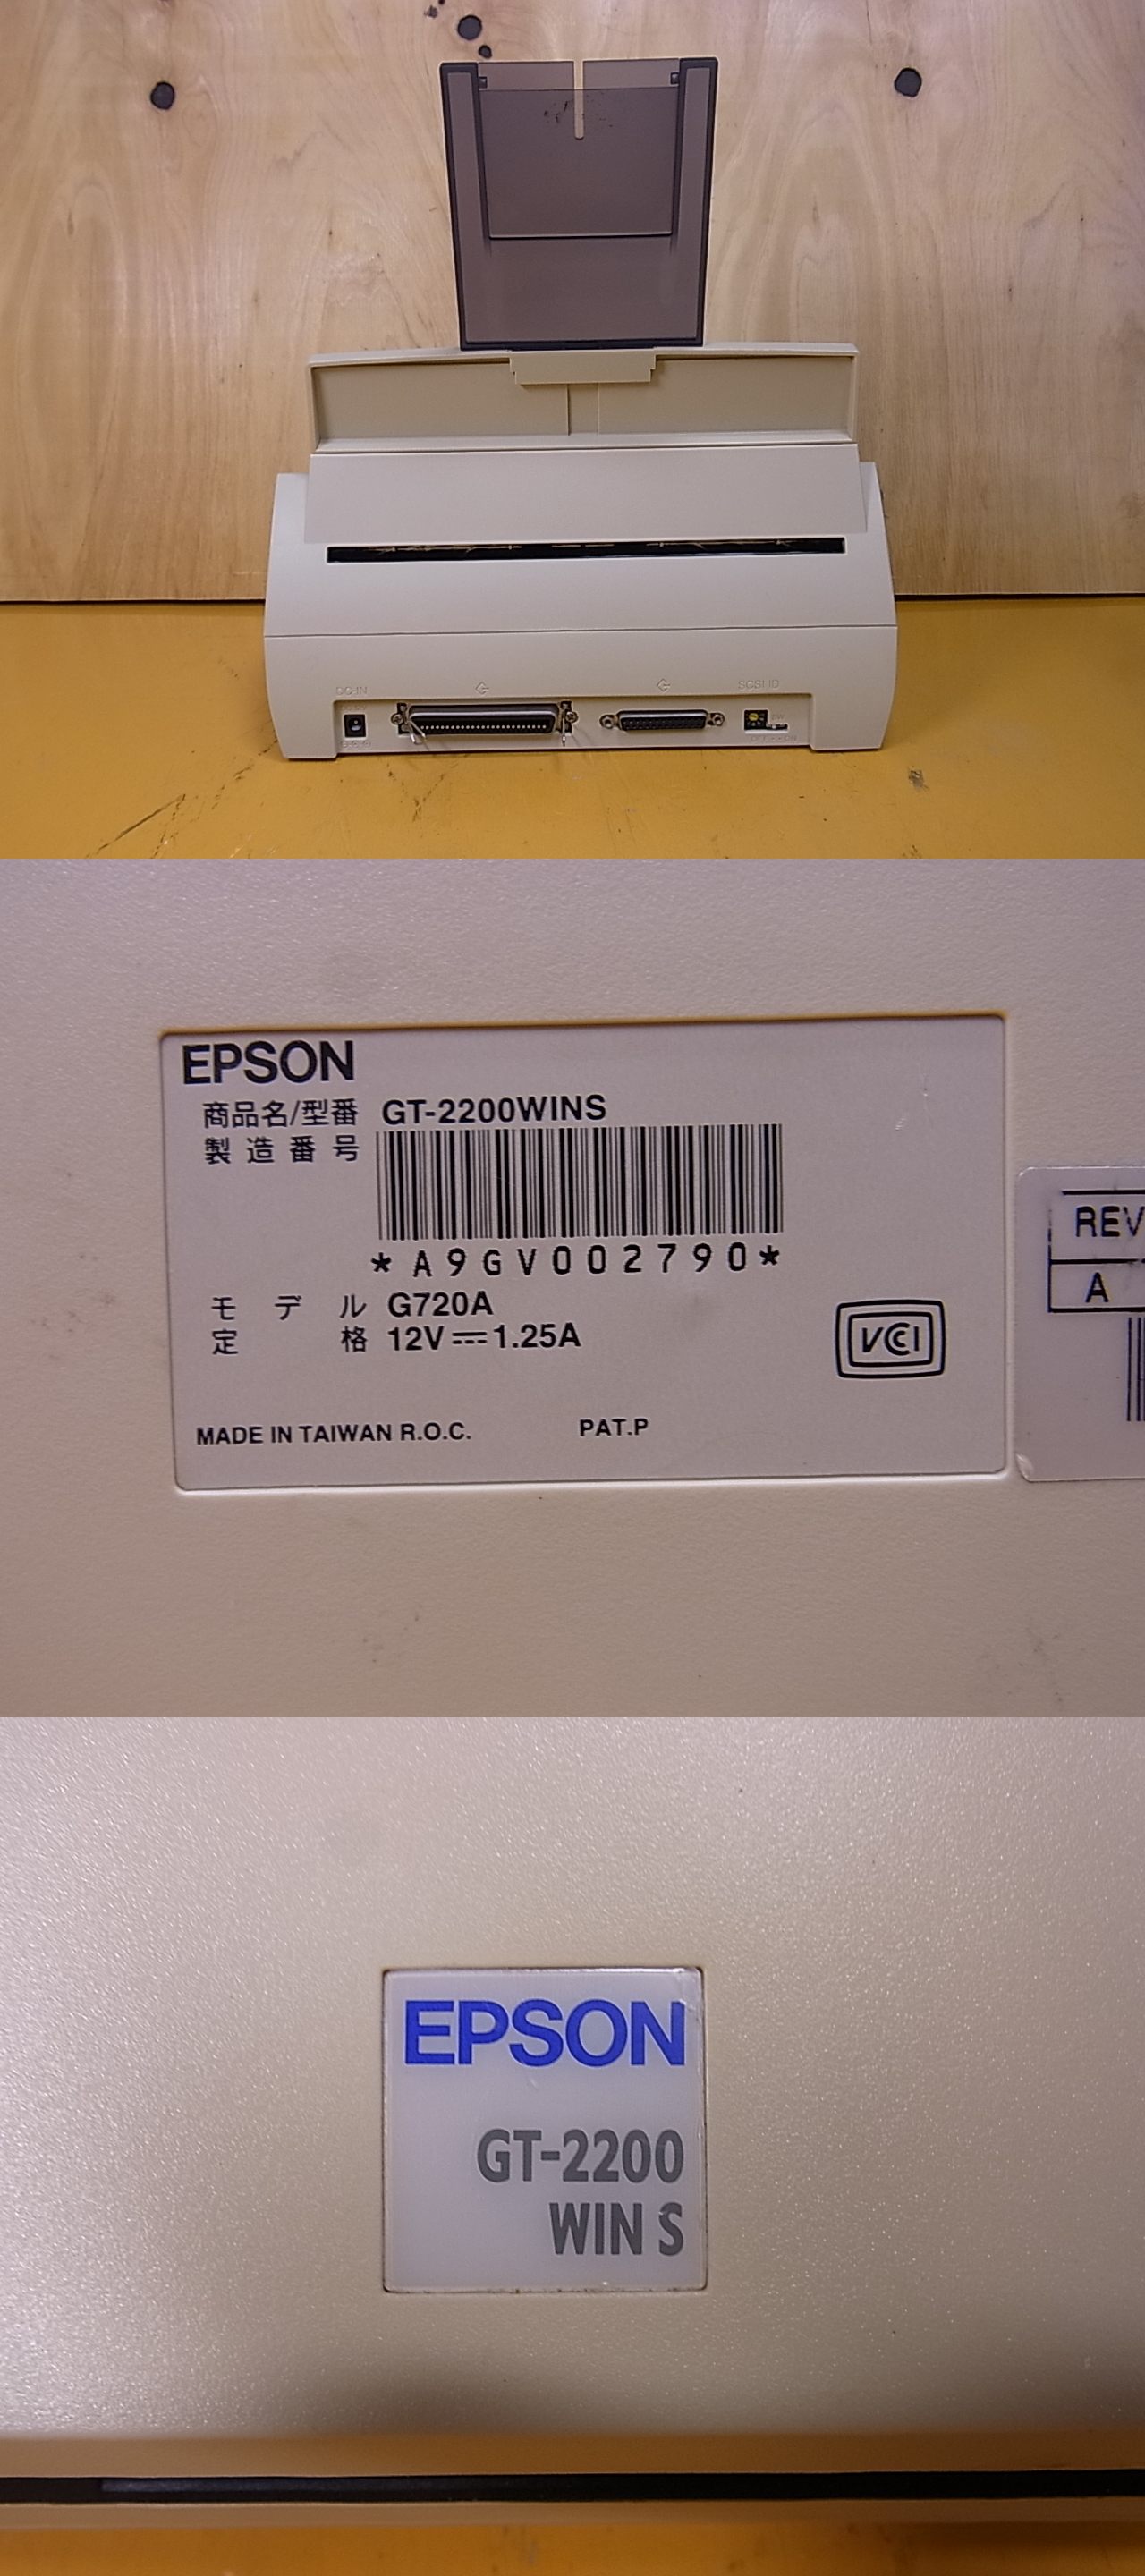 DC-IN
SCSI ID
EPSON
商品名/型番 GT-2200WINS
製造番号
*A9GV002790*
モデル G720A
定格 12V⎓1.25A
VCCI
MADE IN TAIWAN R.O.C. PAT.P
REV
A
EPSON
GT-2200
WIN S